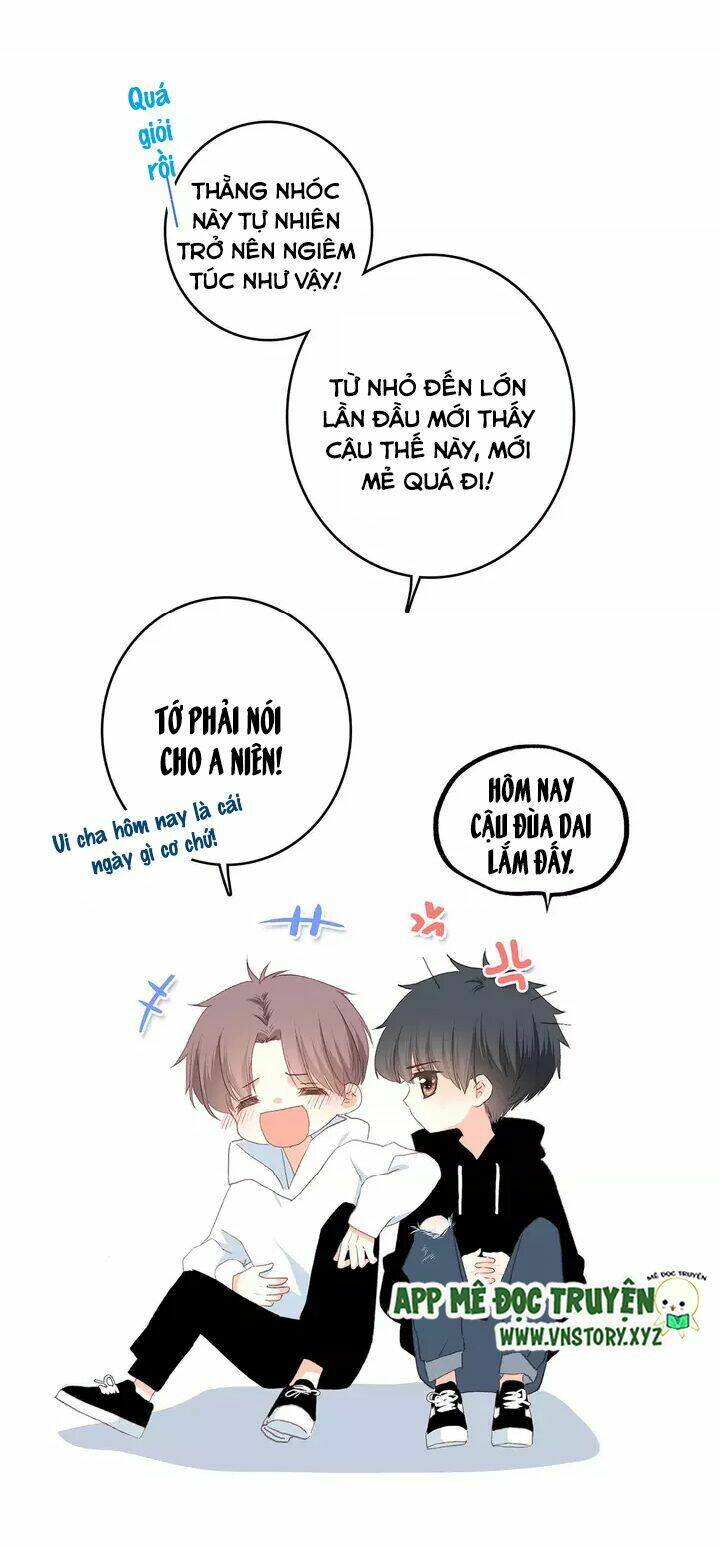 Quá
giỏi
rồi
THẰNG NHÓC
NÀY TỰ NHIÊN
TRỞ NÊN NGIÊM
TÚC NHƯ VẬY!
TỪ NHỎ ĐẾN LỚN
LẦN ĐẦU MỚI THẤY
CẬU THẾ NÀY, MỚI
MẺ QUÁ ĐI!
TỚ PHẢI NÓI
CHO A NIÊN!
Ui cha hôm nay là cái
ngày gì cơ chứ!
HÔM NAY
CẬU ĐÙA DAI
LẮM ĐẤY.
MÊ ĐỌC TRUYỆN
APP MÊ ĐỌC TRUYỆN
WWW.VNSTORY.XYZ